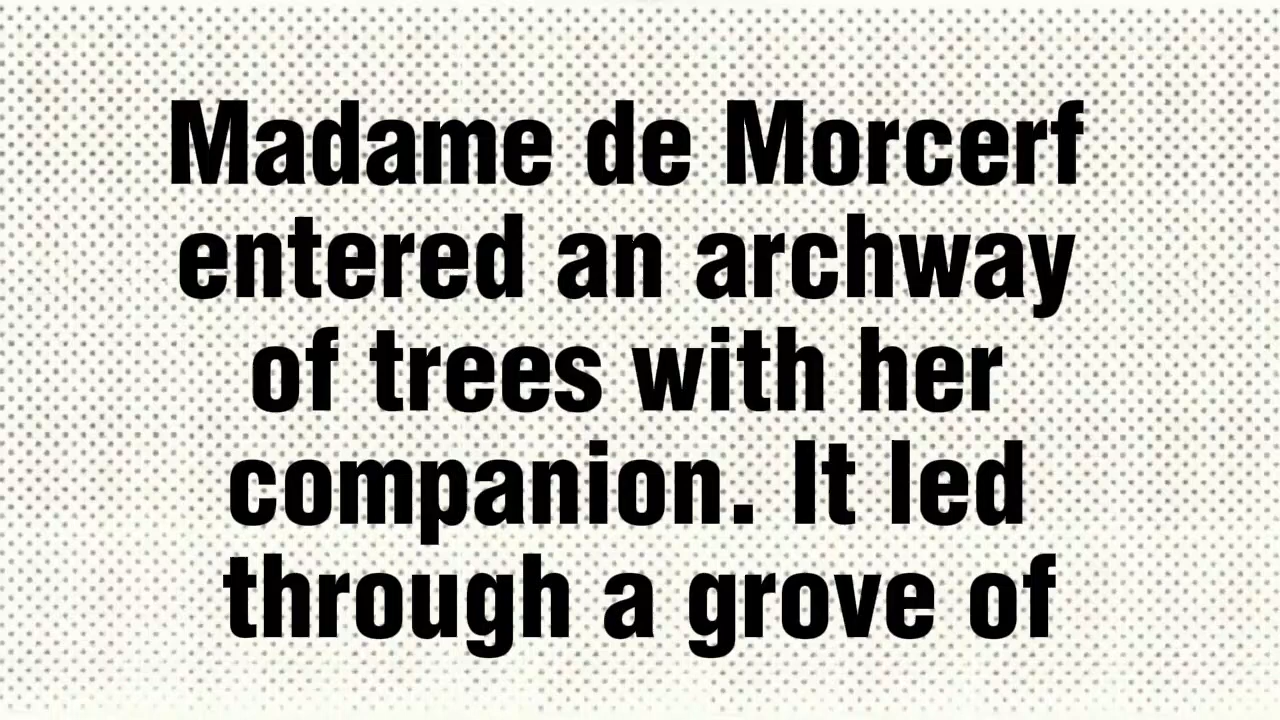 Madame de Morcerf
entered an archway
of trees with her
companion. It led
through a grove of